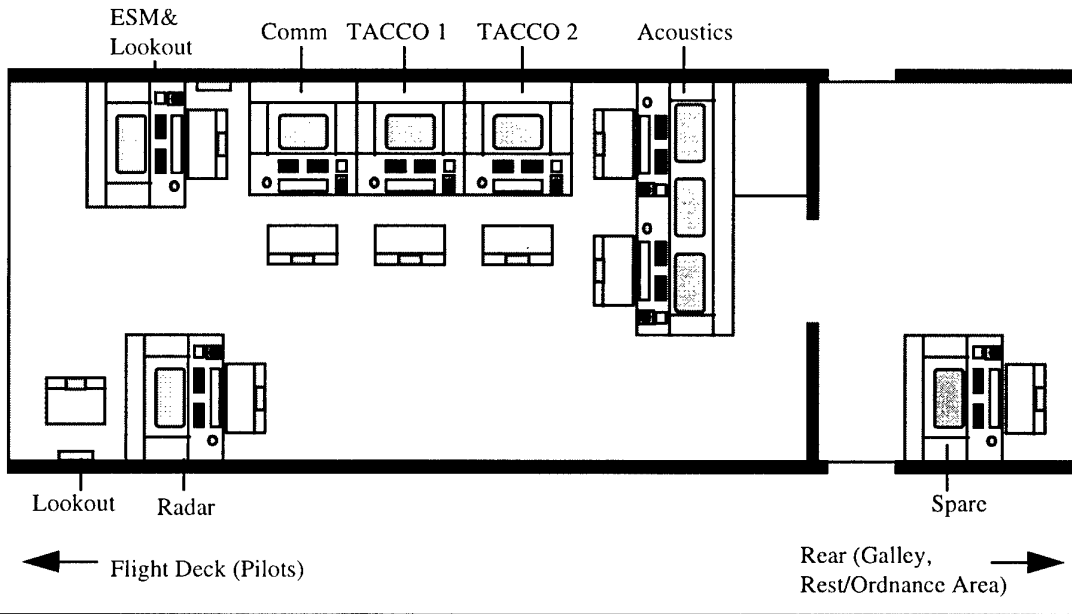 ESM&
Lookout
Comm
TACCO 1
TACCO 2
Acoustics
Lookout
Radar
Spare
Flight Deck (Pilots)
Rear (Galley,
Rest/Ordnance Area)